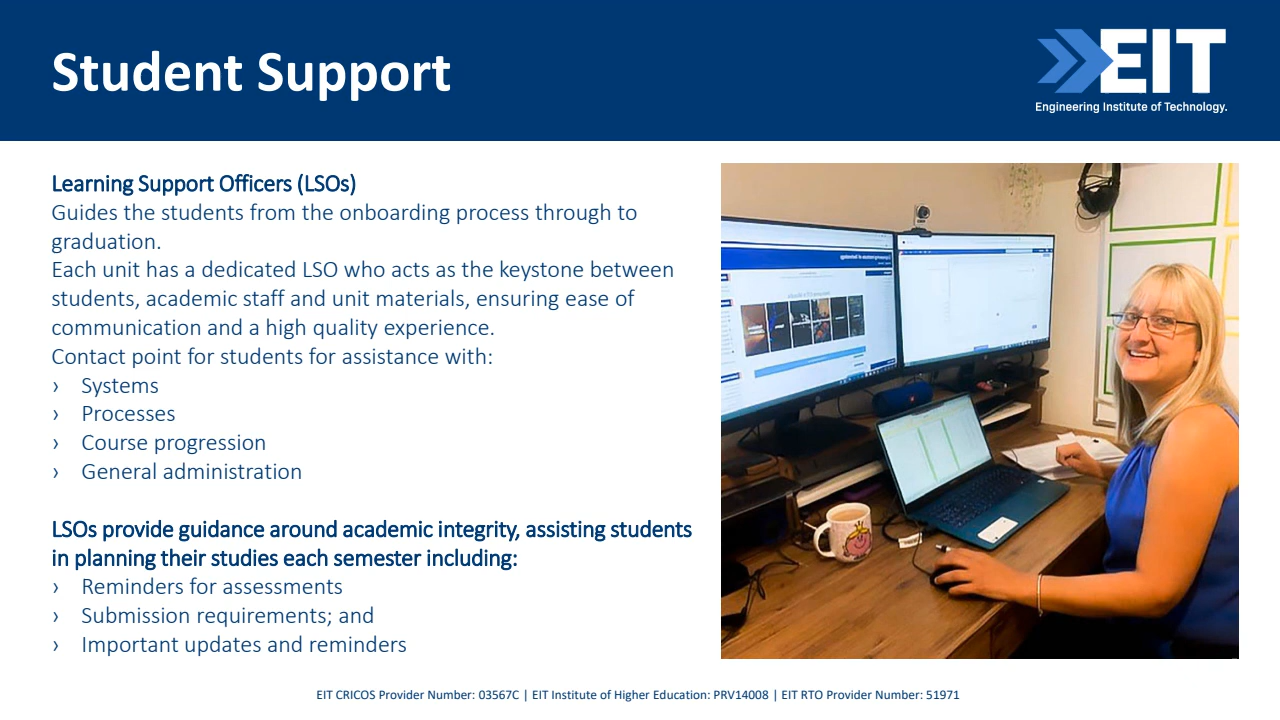 Student Support
EIT
Engineering Institute of Technology.
Learning Support Officers (LSOs)
Guides the students from the onboarding process through to
graduation.
Each unit has a dedicated LSO who acts as the keystone between
students, academic staff and unit materials, ensuring ease of
communication and a high quality experience.
Contact point for students for assistance with:
› Systems
› Processes
› Course progression
› General administration
LSOs provide guidance around academic integrity, assisting students
in planning their studies each semester including:
› Reminders for assessments
› Submission requirements; and
› Important updates and reminders
EIT CRICOS Provider Number: 03567C | EIT Institute of Higher Education: PRV14008 | EIT RTO Provider Number: 51971